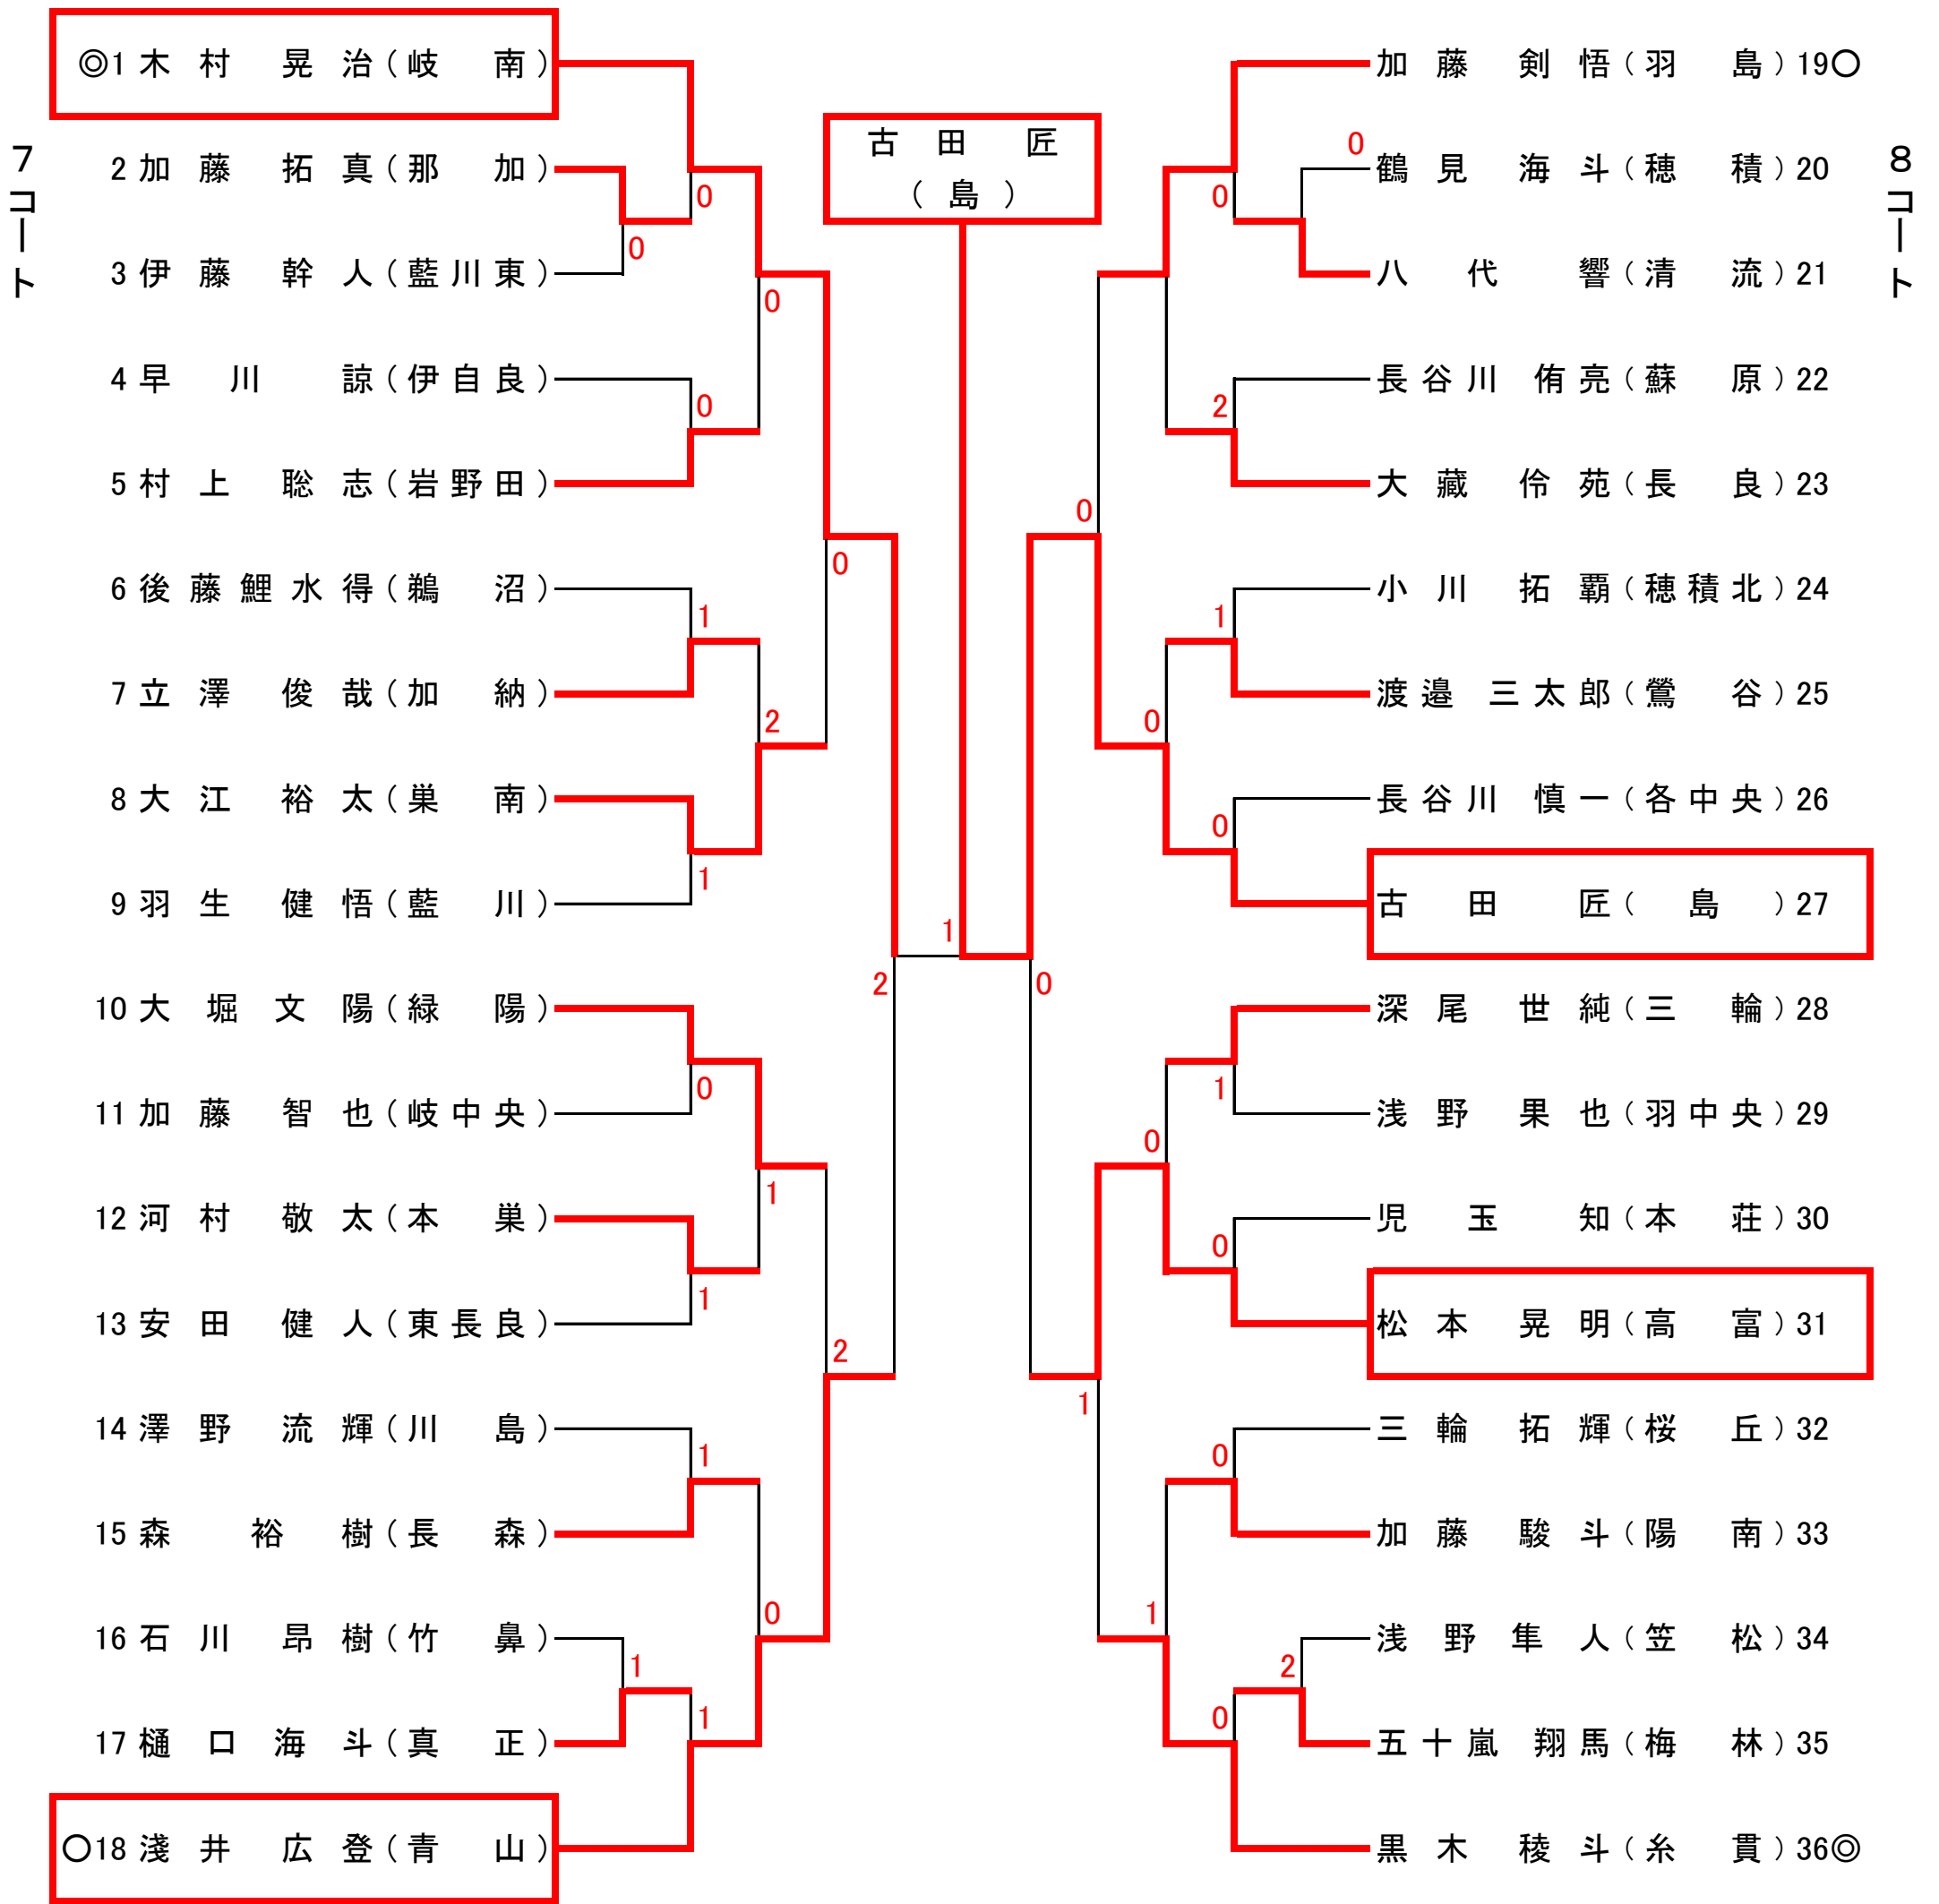 7コート
◎1 木村 晃治(岐南)
2 加藤 拓真(那加)
0
0
3 伊藤 幹人(藍川東)
0
4 早川 諒(伊自良)
0
5 村上 聡志(岩野田)
0
6 後藤鯉水得(鵜沼)
1
7 立澤 俊哉(加納)
2
8 大江 裕太(巣南)
1
9 羽生 健悟(藍川)
2
10 大堀文陽(緑陽)
0
11 加藤 智也(岐中央)
1
12 河村 敬太(本巣)
1
13 安田 健人(東長良)
2
14 澤野 流輝(川島)
1
15 森 裕樹(長森)
0
16 石川 昂樹(竹鼻)
1
1
17 樋口海斗(真正)
○18 淺井 広登(青山)
古田 匠
(島)
1
0
8コート
加藤 剣悟(羽島)19○
0
鶴見 海斗(穂積)20
0
八代 響(清流)21
長谷川 侑亮(蘇原)22
2
大藏 伶苑(長良)23
0
小川 拓覇(穂積北)24
1
渡邉 三太郎(鶯谷)25
0
長谷川 慎一(各中央)26
0
古田 匠(島)27
深尾 世純(三輪)28
1
浅野 果也(羽中央)29
0
児玉 知(本荘)30
0
松本 晃明(高富)31
1
三輪 拓輝(桜丘)32
0
加藤 駿斗(陽南)33
1
浅野隼人(笠松)34
2
0
五十嵐 翔馬(梅林)35
黒木 稜斗(糸貫)36◎